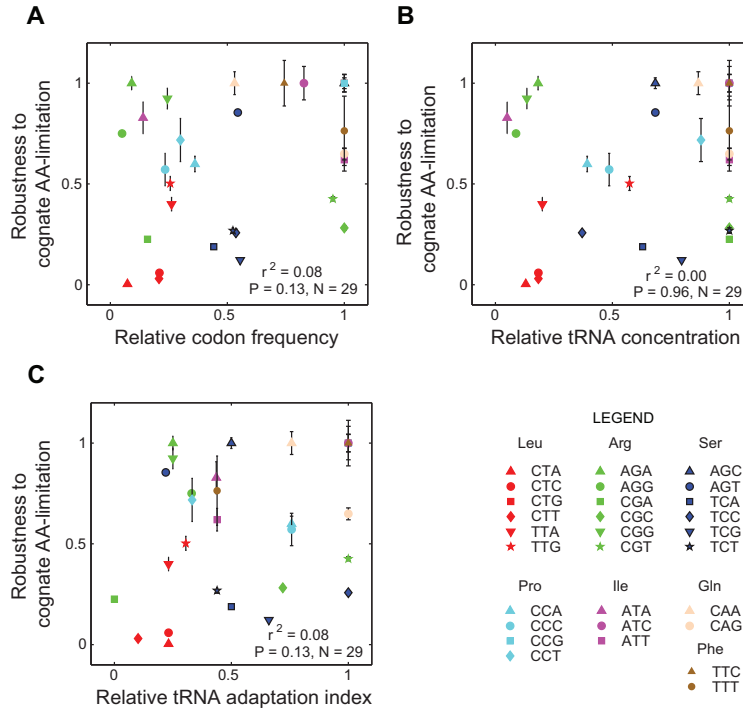 A
Robustness to
cognate AA-limitation
1
0.5
0
0
0.5
1
r² = 0.08
P = 0.13, N = 29
Relative codon frequency
B
Robustness to
cognate AA-limitation
1
0.5
0
0
0.5
1
r² = 0.00
P = 0.96, N = 29
Relative tRNA concentration
C
Robustness to
cognate AA-limitation
1
0.5
0
0
0.5
1
r² = 0.08
P = 0.13, N = 29
Relative tRNA adaptation index
LEGEND
Leu
CTA
CTC
CTG
CTT
TTA
TTG
Arg
AGA
AGG
CGA
CGC
CGG
CGT
Ser
AGC
AGT
TCA
TCC
TCG
TCT
Pro
CCA
CCC
CCG
CCT
Ile
ATA
ATC
ATT
Gln
CAA
CAG
Phe
TTC
TTT